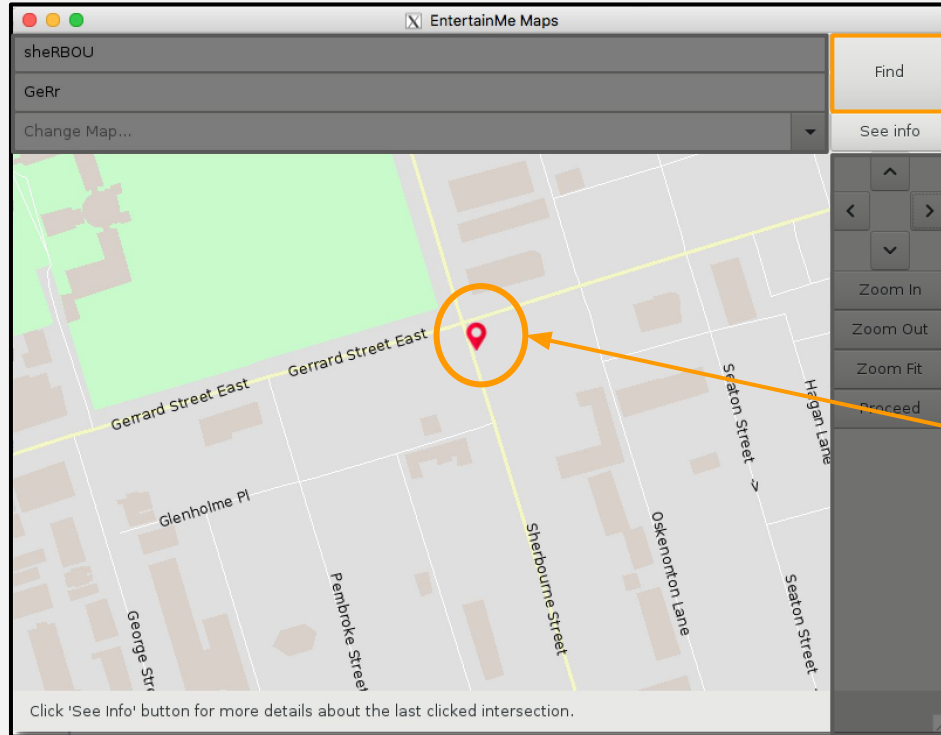 EntertainMe Maps
sheRBOU
Find
GeRr
Change Map...
See info
Zoom In
Zoom Out
Zoom Fit
Proceed
Gerrard Street East
Gerrard Street East
Seaton Street ->
Hagan Lane
Glenholme Pl
Sherbourne Street
Oskenonton Lane
Pembroke Street
Seaton Street
George Stre
Click 'See Info' button for more details about the last clicked intersection.